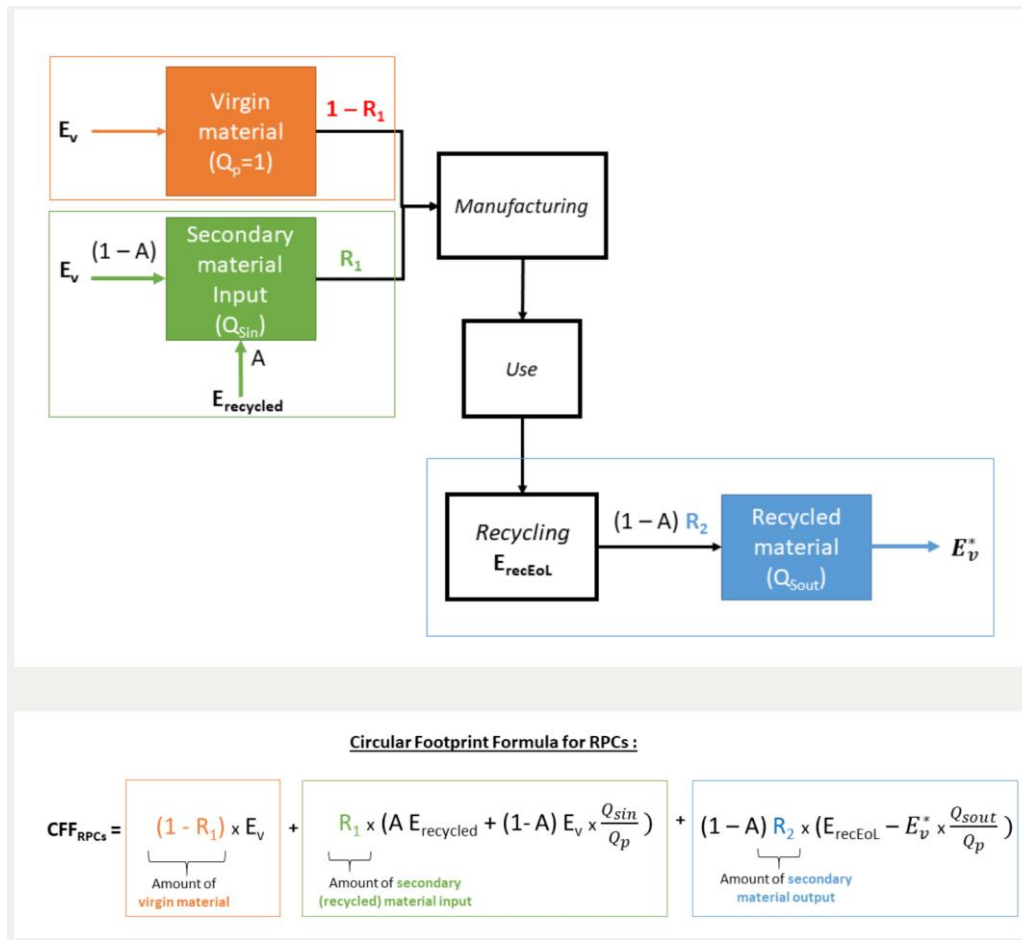 Virgin
material
(Qp=1)
Ev
1 – R1
Manufacturing
(1 – A)
Ev
Secondary
material
Input
(QSin)
R1
A
Erecycled
Use
Recycling
ErecEoL
(1 – A) R2
Recycled
material
(QSout)
E*v
Circular Footprint Formula for RPCs :
CFFRPCs = (1 - R1) x Ev + R1 x (A Erecycled + (1- A) Ev x Qsin/Qp ) + (1 – A) R2 x (ErecEoL – E*v x Qsout/Qp )
Amount of
virgin material
Amount of secondary
(recycled) material input
Amount of secondary
material output